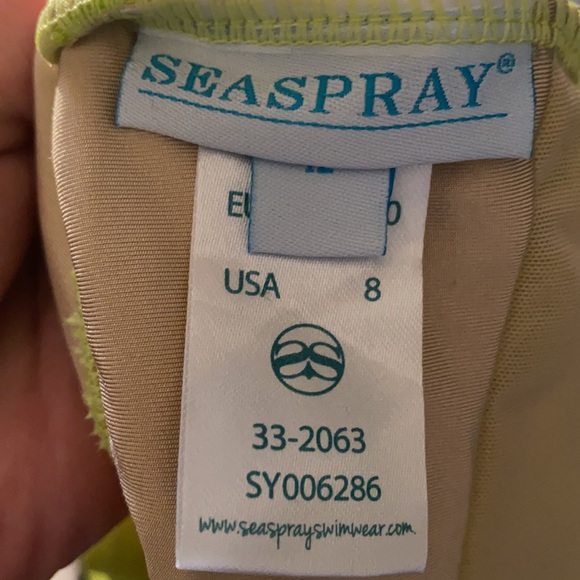 SEASPRAY®
USA 8
33-2063
SY006286
www.seasprayswimwear.com